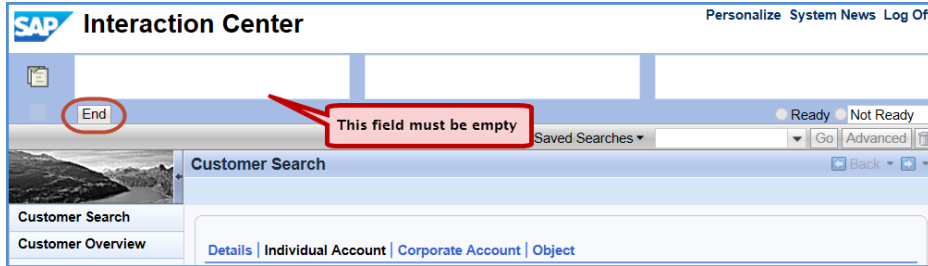 SAP Interaction Center
Personalize System News Log Of
End
This field must be empty
Ready Not Ready
Saved Searches
Go Advanced
Customer Search
Back
Customer Search
Customer Overview
Details | Individual Account | Corporate Account | Object